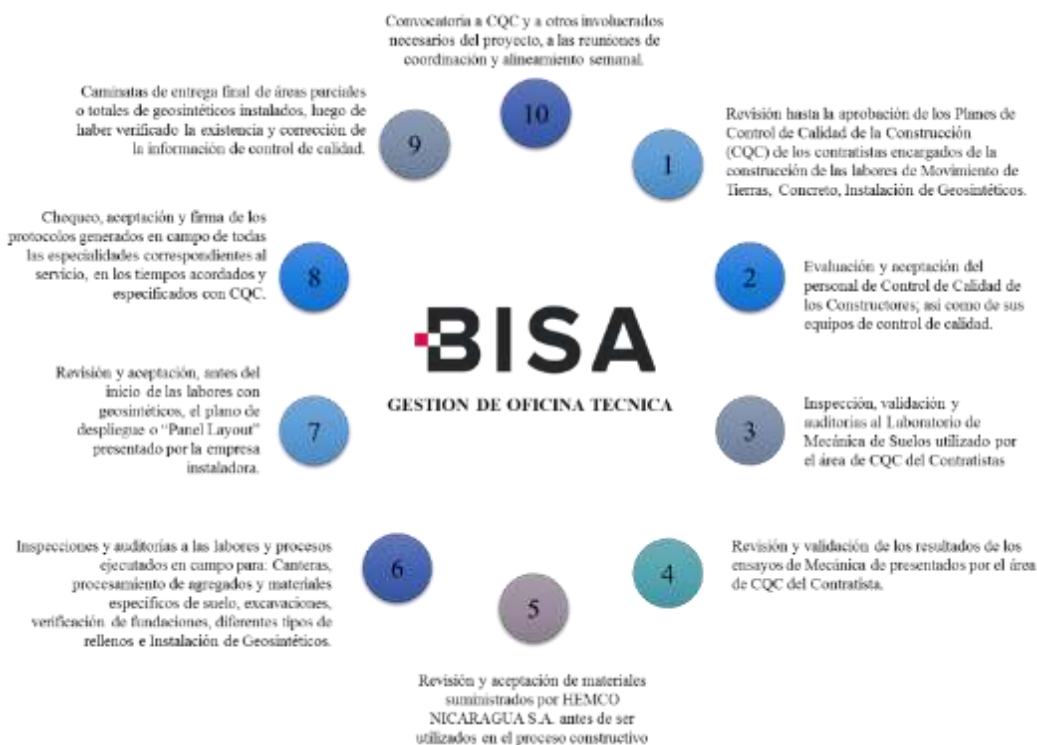 Convocatoria a CQC y a otros involucrados
necesarios del proyecto, a las reuniones de
coordinación y alineamiento semanal.
10
Revisión hasta la aprobación de los Planes de
Control de Calidad de la Construcción
(CQC) de los contratistas encargados de la
construcción de las labores de Movimiento de
Tierras, Concreto, Instalación de Geosintéticos.
1
Evaluación y aceptación del
personal de Control de Calidad de
los Constructores; así como de sus
equipos de control de calidad.
2
Inspección, validación y
auditorias al Laboratorio de
Mecánica de Suelos utilizado por
el área de CQC del Contratistas
3
Revisión y validación de los resultados de los
ensayos de Mecánica de presentados por el área
de CQC del Contratista.
4
5
Revisión y aceptación de materiales
suministrados por HEMCO
NICARAGUA S.A. antes de ser
utilizados en el proceso constructivo
6
Inspecciones y auditorías a las labores y procesos
ejecutados en campo para: Canteras,
procesamiento de agregados y materiales
específicos de suelo, excavaciones,
verificación de fundaciones, diferentes tipos de
rellenos e Instalación de Geosintéticos.
7
Revisión y aceptación, antes del
inicio de las labores con
geosintéticos, el plano de
despliegue o "Panel Layout"
presentado por la empresa
instaladora.
8
Chequeo, aceptación y firma de los
protocolos generados en campo de todas
las especialidades correspondientes al
servicio, en los tiempos acordados y
especificados con CQC.
9
Caminatas de entrega final de áreas parciales
o totales de geosintéticos instalados, luego de
haber verificado la existencia y corrección de
la información de control de calidad.
BISA
GESTION DE OFICINA TECNICA